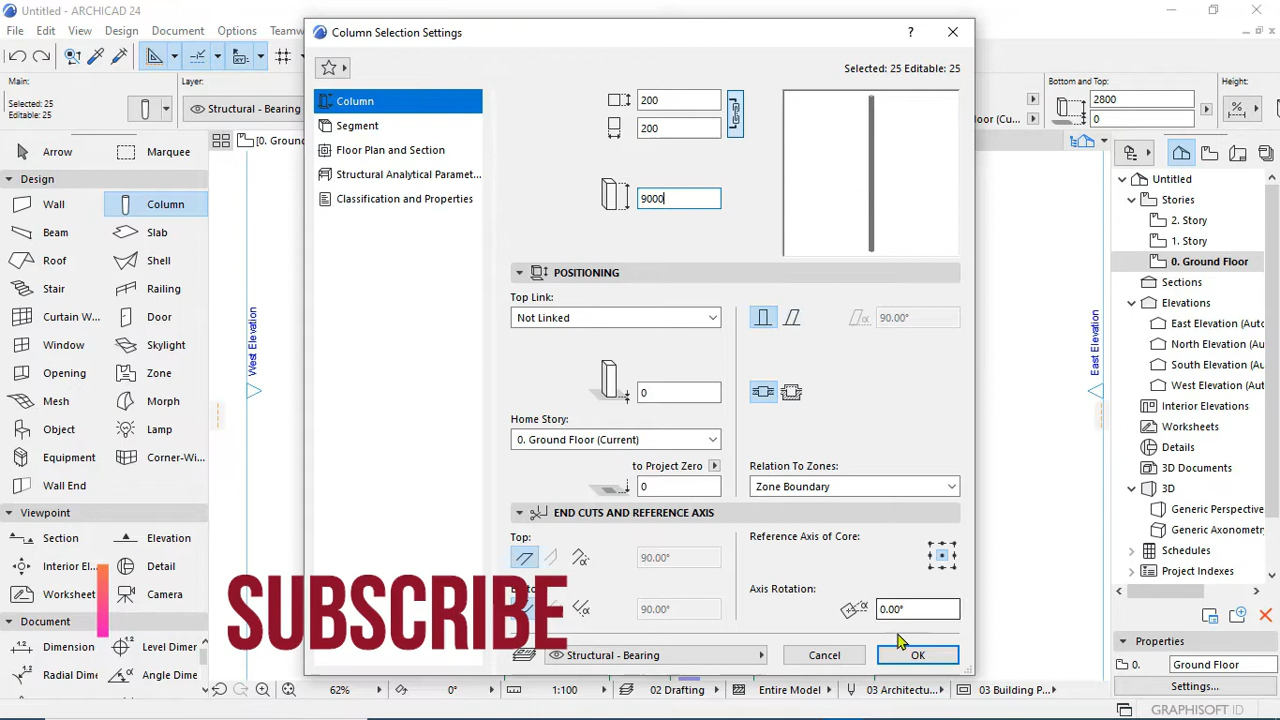 Untitled - ARCHICAD 24
File Edit View Design Document Options Teamw
Main:
Selected: 25
Editable: 25
Layer:
Structural - Bearing
[0. Groun
Column Selection Settings
?
Selected: 25 Editable: 25
Column
Segment
Floor Plan and Section
Structural Analytical Paramet...
Classification and Properties
200
200
9000
POSITIONING
Top Link:
Not Linked
90.00°
0
Home Story:
0. Ground Floor (Current)
to Project Zero
0
Relation To Zones:
Zone Boundary
END CUTS AND REFERENCE AXIS
Top:
90.00°
90.00°
Reference Axis of Core:
Axis Rotation:
0.00°
Structural - Bearing
Cancel
OK
SUBSCRIBE
Bottom and Top:
2800
0
oor (Cu...
Height:
Arrow
Marquee
Design
Wall
Column
Beam
Slab
Roof
Shell
Stair
Railing
Curtain W...
Door
Window
Skylight
Opening
Zone
Mesh
Morph
Object
Lamp
Equipment
Corner-Wi...
Wall End
Viewpoint
Section
Elevation
Interior El...
Detail
Worksheet
Camera
Document
Dimension
Level Dimen
Radial Dim
Angle Dime
West Elevation
East Elevation
Untitled
Stories
2. Story
1. Story
0. Ground Floor
Sections
Elevations
East Elevation (Auto
North Elevation (Au
South Elevation (Au
West Elevation (Aut
Interior Elevations
Worksheets
Details
3D Documents
3D
Generic Perspective
Generic Axonometr
Schedules
Project Indexes
Properties
0.
Ground Floor
Settings...
62%
0°
1:100
02 Drafting
Entire Model
03 Architectu...
03 Building P...
GRAPHISOFT ID